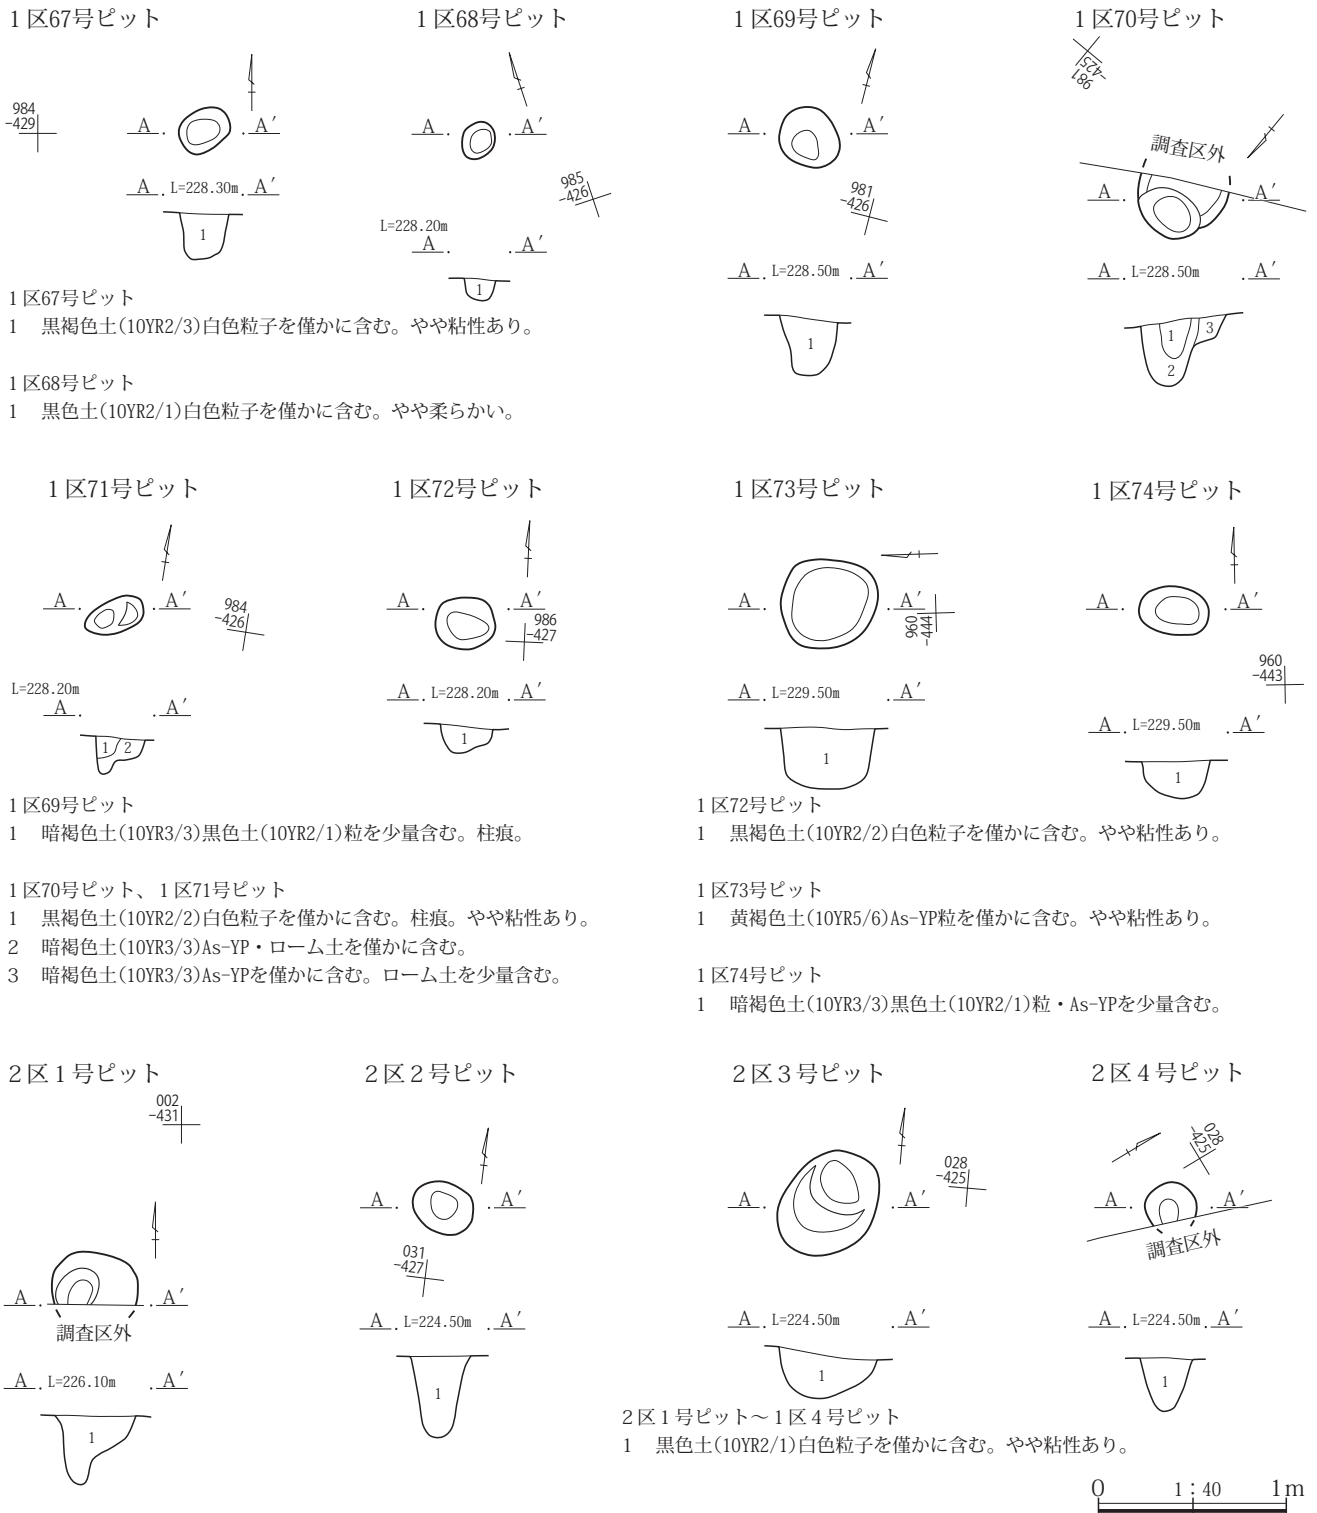 1区67号ピット
984
-429
A A′
A L=228.30m A′
1
1区68号ピット
A A′
985
-426
L=228.20m
A A′
1
1区69号ピット
A A′
981
-426
A L=228.50m A′
1
1区70号ピット
981
-425
調査区外
A A′
A L=228.50m A′
1
2
3
1区67号ピット
1 黒褐色土(10YR2/3)白色粒子を僅かに含む。やや粘性あり。
1区68号ピット
1 黒色土(10YR2/1)白色粒子を僅かに含む。やや柔らかい。
1区71号ピット
A A′
984
-426
L=228.20m
A A′
1 2
1区72号ピット
A A′
986
-427
A L=228.20m A′
1
1区73号ピット
A A′
960
-444
A L=229.50m A′
1
1区74号ピット
A A′
960
-443
A L=229.50m A′
1
1区69号ピット
1 暗褐色土(10YR3/3)黒色土(10YR2/1)粒を少量含む。柱痕。
1区70号ピット、1区71号ピット
1 黒褐色土(10YR2/2)白色粒子を僅かに含む。柱痕。やや粘性あり。
2 暗褐色土(10YR3/3)As-YP・ローム土を僅かに含む。
3 暗褐色土(10YR3/3)As-YPを僅かに含む。ローム土を少量含む。
1区72号ピット
1 黒褐色土(10YR2/2)白色粒子を僅かに含む。やや粘性あり。
1区73号ピット
1 黄褐色土(10YR5/6)As-YP粒を僅かに含む。やや粘性あり。
1区74号ピット
1 暗褐色土(10YR3/3)黒色土(10YR2/1)粒・As-YPを少量含む。
2区1号ピット
002
-431
A A′
調査区外
A L=226.10m A′
1
2区2号ピット
A A′
031
-427
A L=224.50m A′
1
2区3号ピット
A A′
028
-425
A L=224.50m A′
1
2区4号ピット
028
-425
A A′
調査区外
A L=224.50m A′
1
2区1号ピット～1区4号ピット
1 黒色土(10YR2/1)白色粒子を僅かに含む。やや粘性あり。
0 1：40 1m